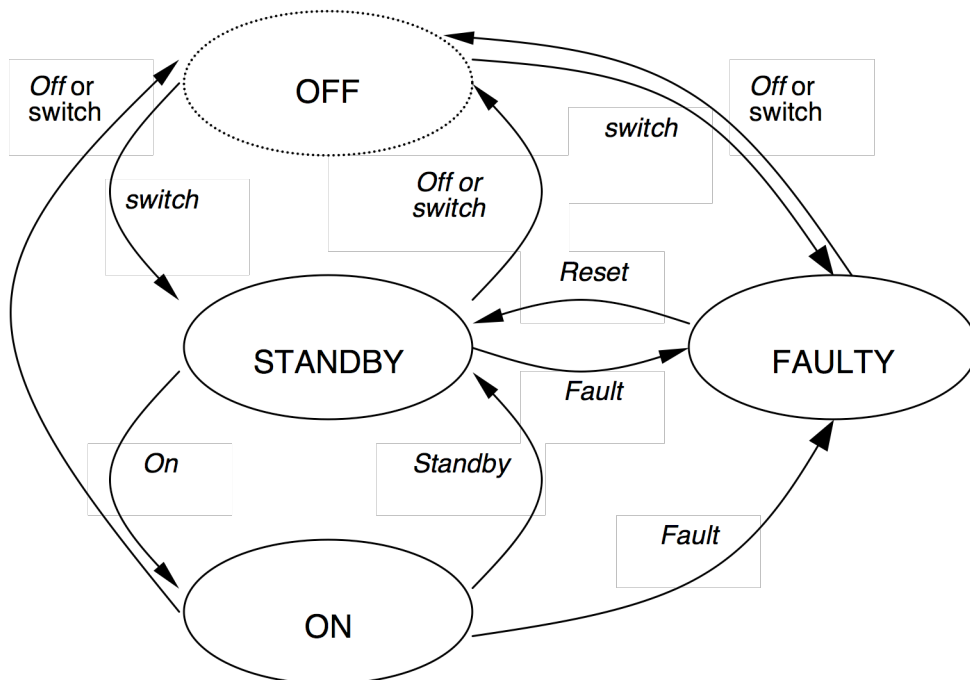 OFF
Off or
switch
Off or
switch
switch
switch
Off or
switch
Reset
STANDBY
FAULTY
Fault
On
Standby
Fault
ON